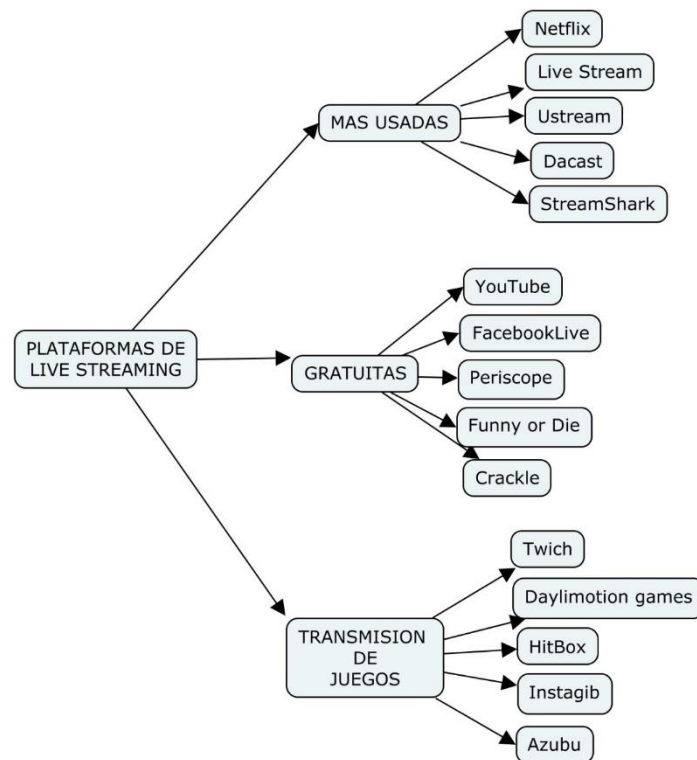 PLATAFORMAS DE
LIVE STREAMING
MAS USADAS
Netflix
Live Stream
Ustream
Dacast
StreamShark
GRATUITAS
YouTube
FacebookLive
Periscope
Funny or Die
Crackle
TRANSMISION
DE
JUEGOS
Twich
Daylimotion games
HitBox
Instagib
Azubu